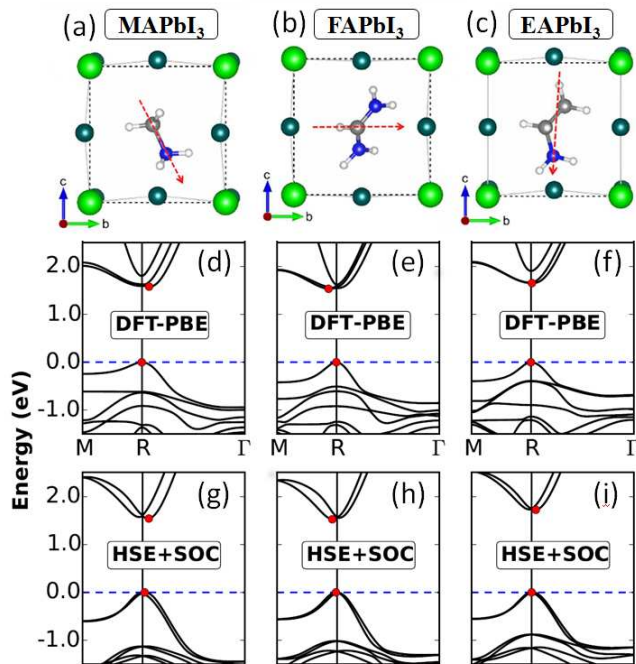 (a) MAPbI₃
(b) FAPbI₃
(c) EAPbI₃
c
b
c
b
c
b
Energy (eV)
2.0
1.0
0.0
-1.0
(d)
DFT-PBE
(e)
DFT-PBE
(f)
DFT-PBE
M R Γ M R Γ M R Γ
2.0
1.0
0.0
-1.0
(g)
HSE+SOC
(h)
HSE+SOC
(i)
HSE+SOC